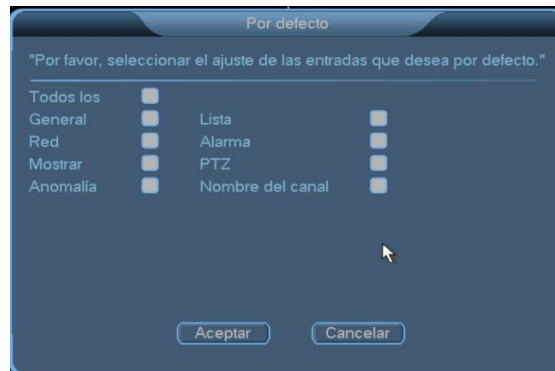 Por defecto
"Por favor, seleccionar el ajuste de las entradas que desea por defecto."
Todos los
General Lista
Red Alarma
Mostrar PTZ
Anomalía Nombre del canal
Aceptar Cancelar